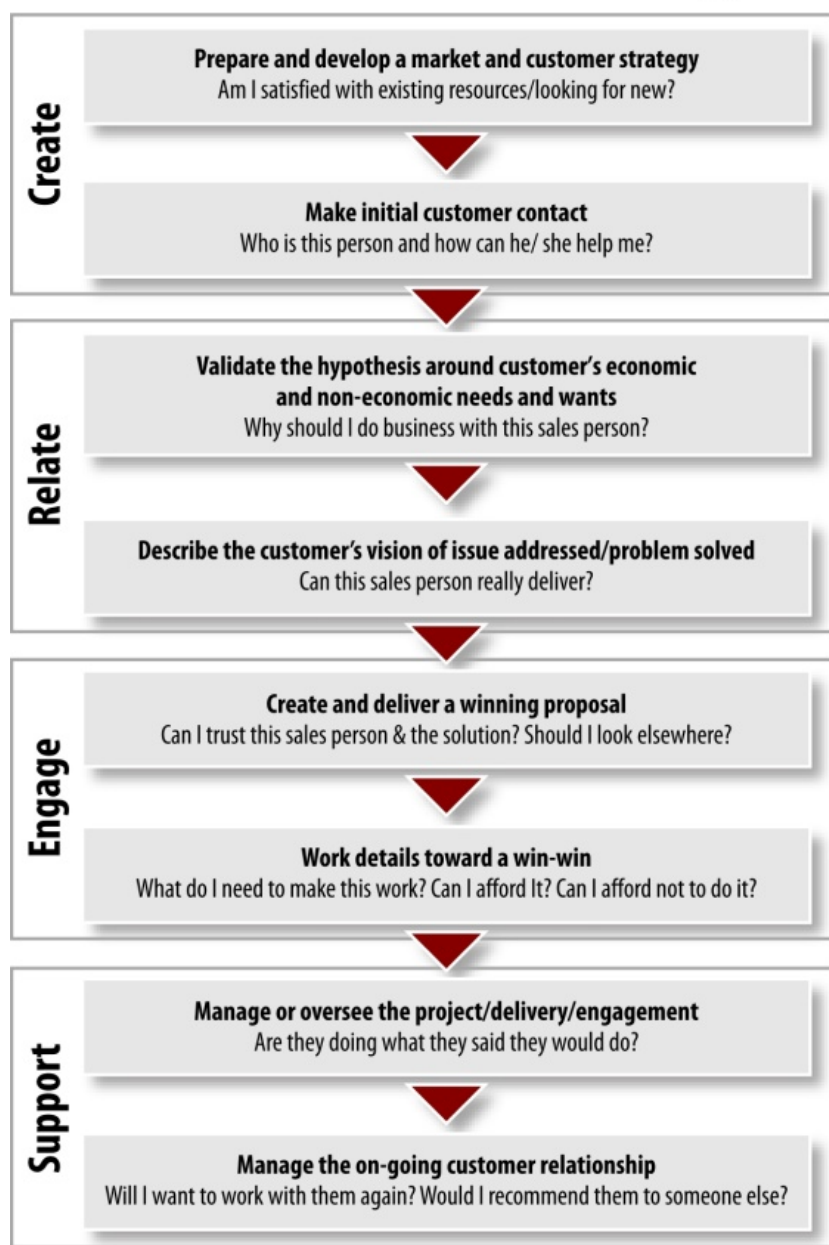 Create
Prepare and develop a market and customer strategy
Am I satisfied with existing resources/looking for new?
Make initial customer contact
Who is this person and how can he/ she help me?
Relate
Validate the hypothesis around customer's economic
and non-economic needs and wants
Why should I do business with this sales person?
Describe the customer's vision of issue addressed/problem solved
Can this sales person really deliver?
Engage
Create and deliver a winning proposal
Can I trust this sales person & the solution? Should I look elsewhere?
Work details toward a win-win
What do I need to make this work? Can I afford It? Can I afford not to do it?
Support
Manage or oversee the project/delivery/engagement
Are they doing what they said they would do?
Manage the on-going customer relationship
Will I want to work with them again? Would I recommend them to someone else?